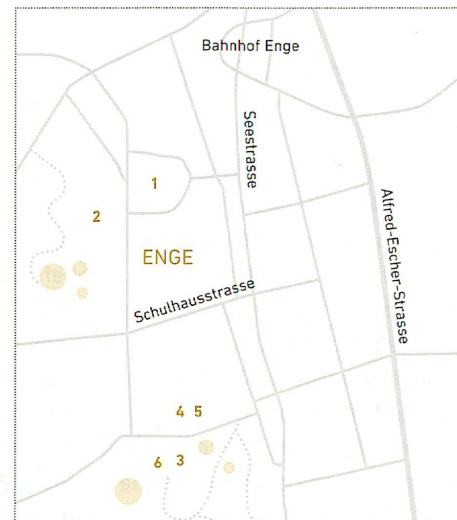 Bahnhof Enge
Seestrasse
1
2
Alfred-Escher-Strasse
ENGE
Schulhausstrasse
4 5
6 3